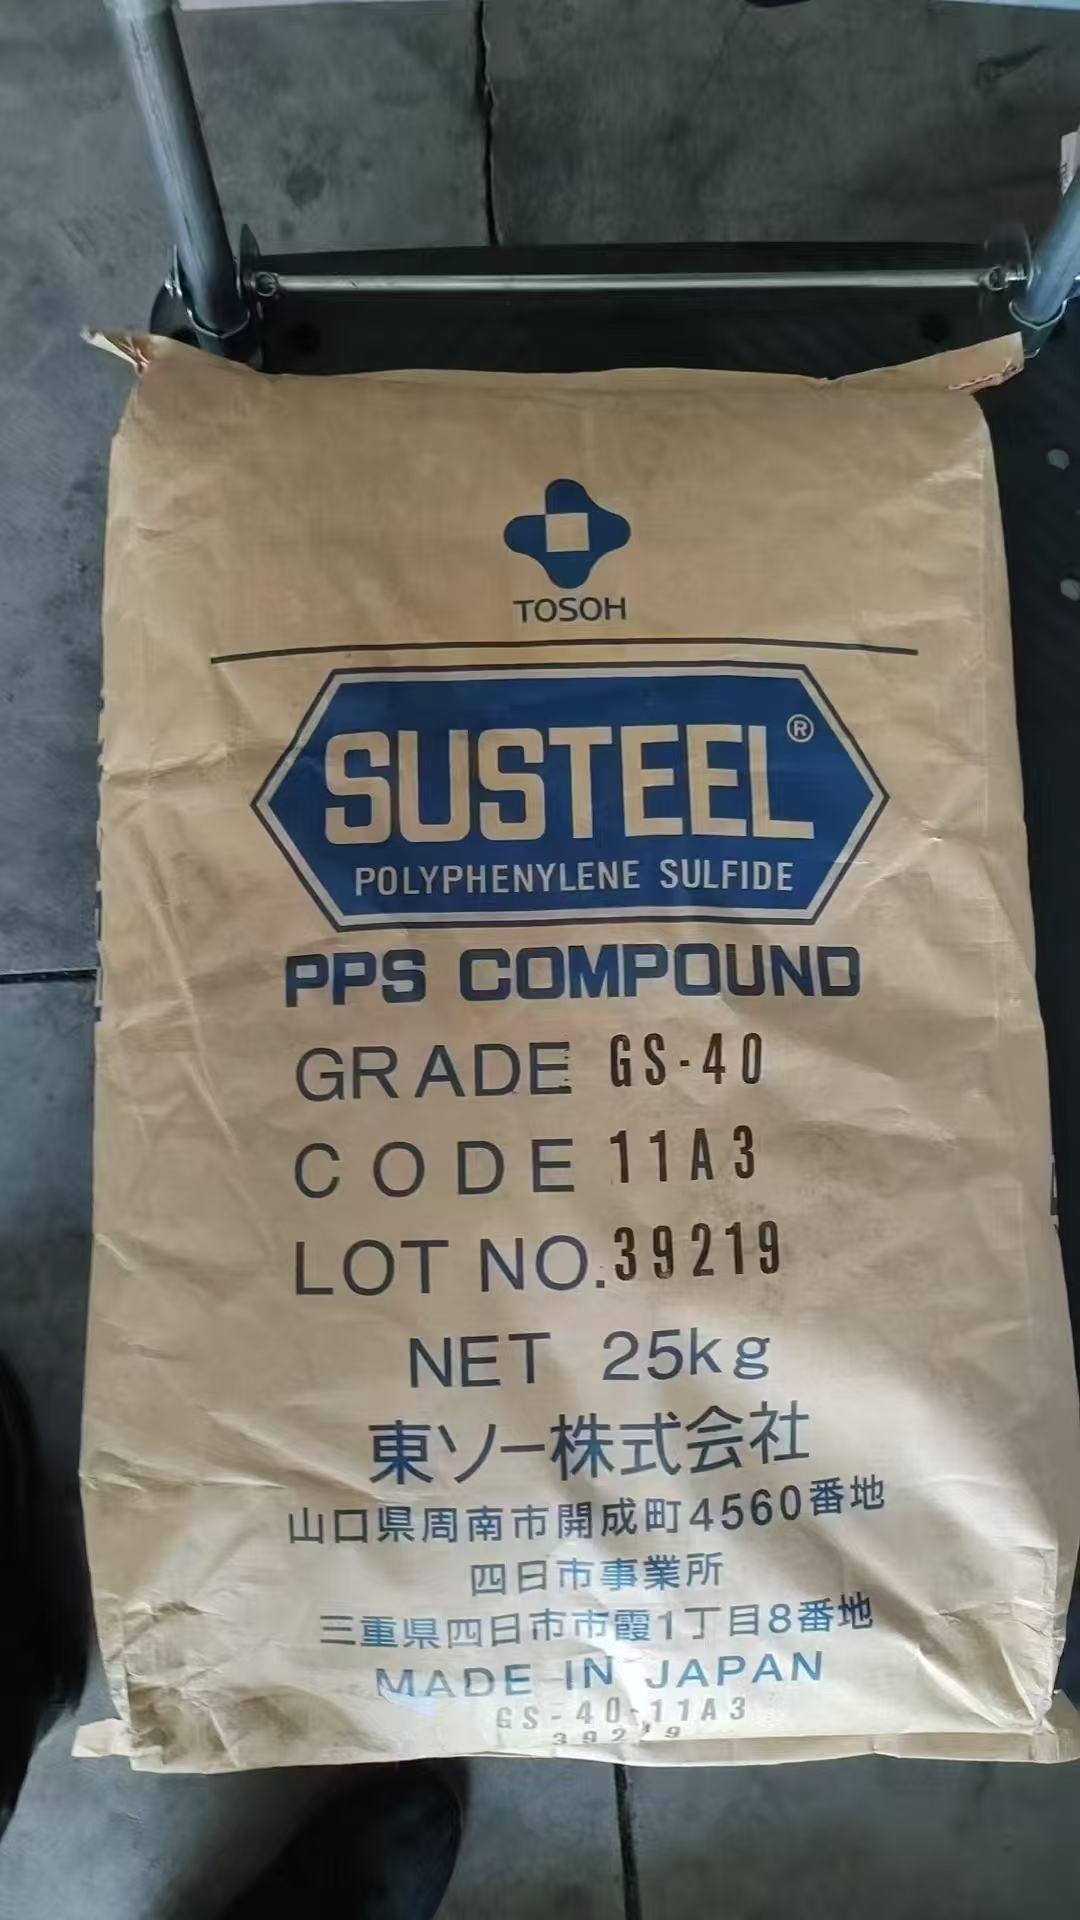 TOSOH
SUSTEEL®
POLYPHENYLENE SULFIDE
PPS COMPOUND
GRADE GS-40
CODE 11A3
LOT NO.39219
NET 25kg
東ソー株式会社
山口県周南市開成町4560番地
四日市事業所
三重県四日市市霞1丁目8番地
MADE IN JAPAN
GS-40-11A3
39219